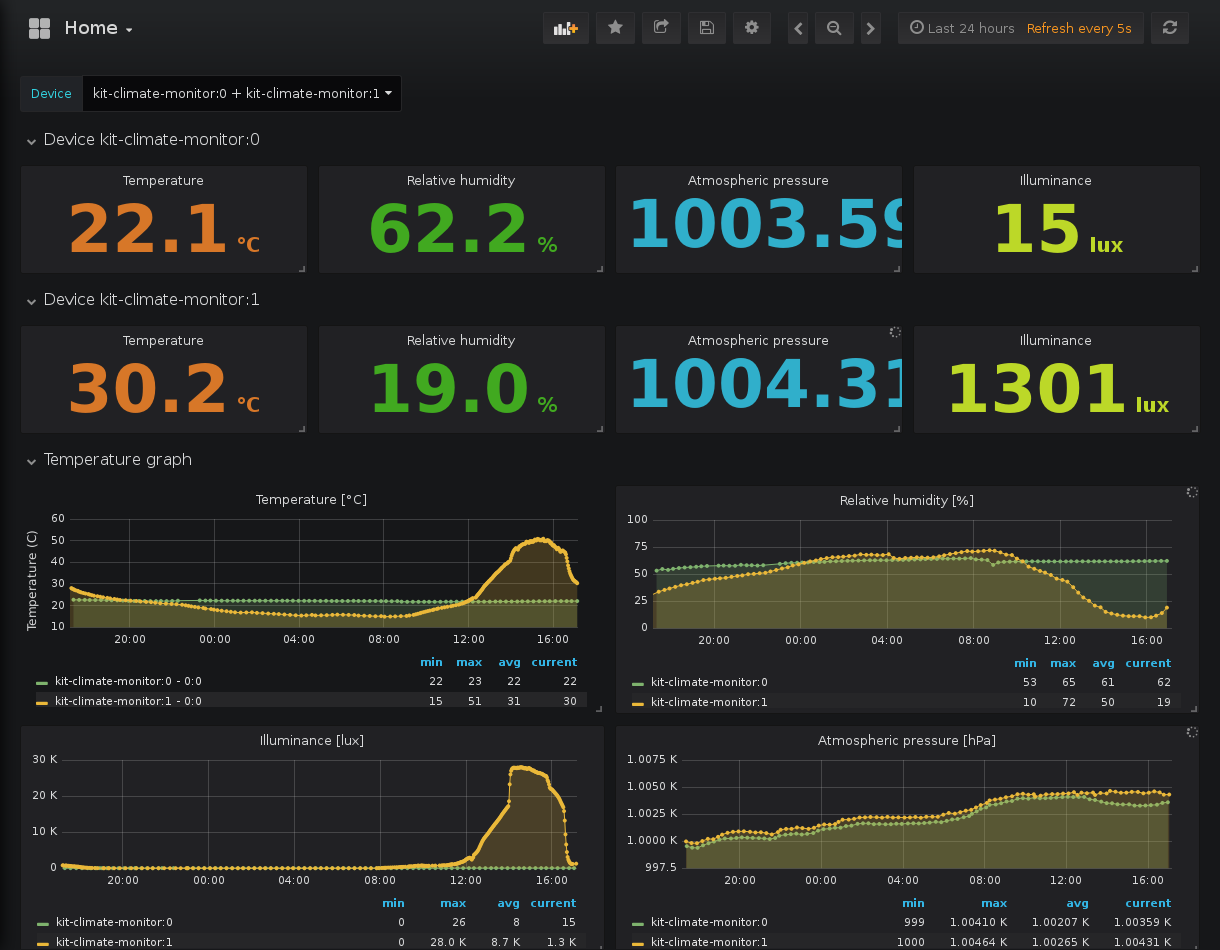 Home
Last 24 hours Refresh every 5s
Device kit-climate-monitor:0 + kit-climate-monitor:1
Device kit-climate-monitor:0
Temperature Relative humidity Atmospheric pressure Illuminance
22.1 °C 62.2 % 1003.59 15 lux
Device kit-climate-monitor:1
Temperature Relative humidity Atmospheric pressure Illuminance
30.2 °C 19.0 % 1004.31 1301 lux
Temperature graph
Temperature [°C]
Temperature (C)
60
50
40
30
20
10
20:00 00:00 04:00 08:00 12:00 16:00
min max avg current
kit-climate-monitor:0 - 0:0 22 23 22 22
kit-climate-monitor:1 - 0:0 15 51 31 30
Relative humidity [%]
100
75
50
25
0
20:00 00:00 04:00 08:00 12:00 16:00
min max avg current
kit-climate-monitor:0 53 65 61 62
kit-climate-monitor:1 10 72 50 19
Illuminance [lux]
30 K
20 K
10 K
0
20:00 00:00 04:00 08:00 12:00 16:00
min max avg current
kit-climate-monitor:0 0 26 8 15
kit-climate-monitor:1 0 28.0 K 8.7 K 1.3 K
Atmospheric pressure [hPa]
1.0075 K
1.0050 K
1.0025 K
1.0000 K
997.5
20:00 00:00 04:00 08:00 12:00 16:00
min max avg current
kit-climate-monitor:0 999 1.00410 K 1.00207 K 1.00359 K
kit-climate-monitor:1 1000 1.00464 K 1.00265 K 1.00431 K